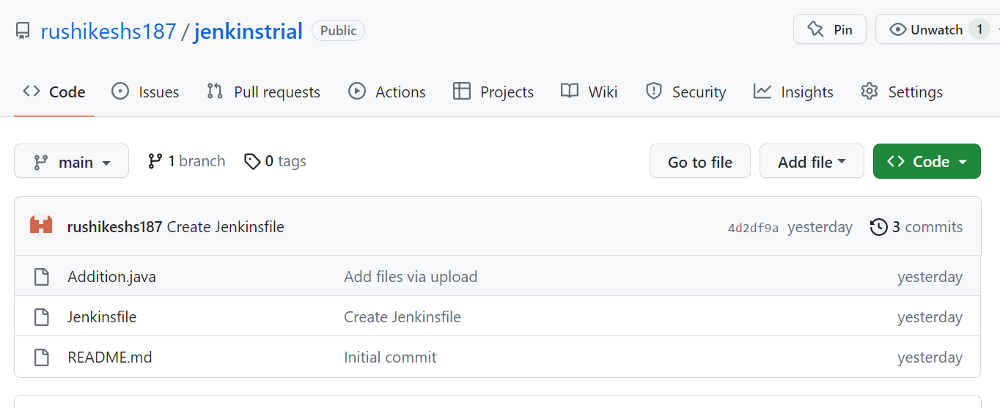 rushikeshs187 / jenkinstrial Public Pin Unwatch 1
Code Issues Pull requests Actions Projects Wiki Security Insights Settings
main 1 branch 0 tags Go to file Add file Code
rushikeshs187 Create Jenkinsfile 4d2df9a yesterday 3 commits
Addition.java Add files via upload yesterday
Jenkinsfile Create Jenkinsfile yesterday
README.md Initial commit yesterday